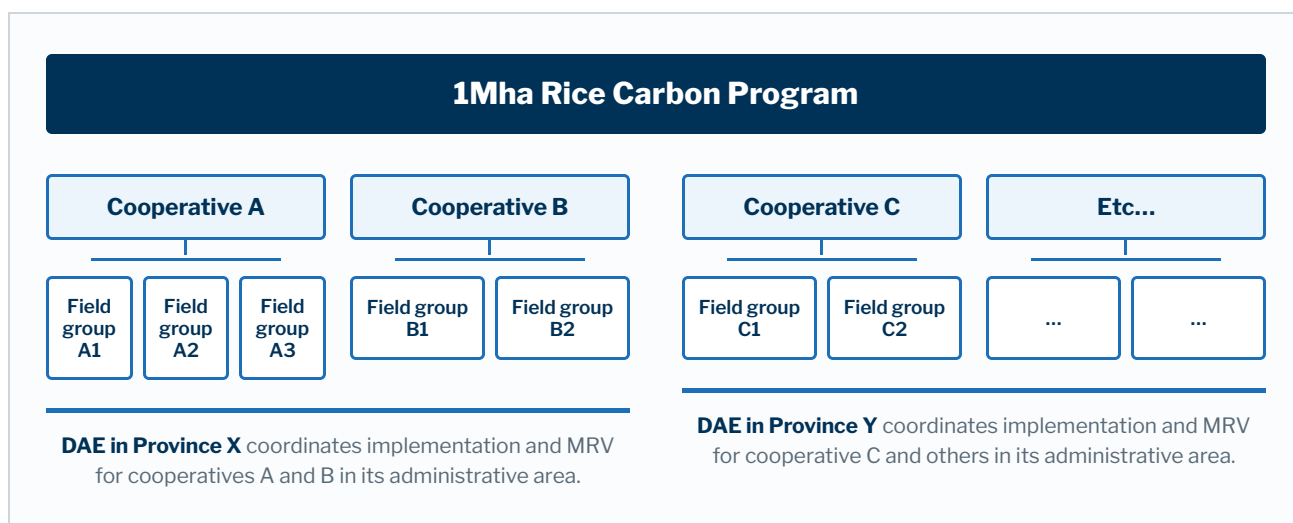 1Mha Rice Carbon Program
Cooperative A
Cooperative B
Cooperative C
Etc...
Field
group
A1
Field
group
A2
Field
group
A3
Field group
B1
Field group
B2
Field group
C1
Field group
C2
...
...
DAE in Province X coordinates implementation and MRV
for cooperatives A and B in its administrative area.
DAE in Province Y coordinates implementation and MRV
for cooperative C and others in its administrative area.